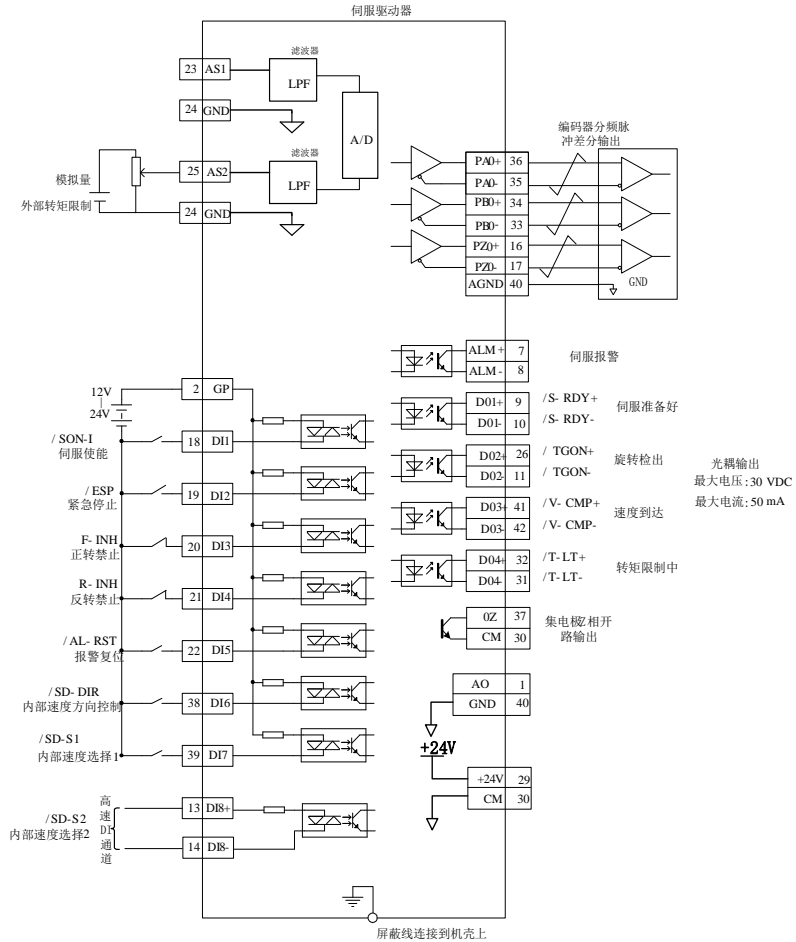 伺服驱动器
滤波器
23 AS1
LPF
24 GND
A/D
滤波器
25 AS2
LPF
模拟量
外部转矩限制
24 GND
编码器分频脉
冲差分输出
PA0+ 36
PA0- 35
PB0+ 34
PB0- 33
PZ0+ 16
PZ0- 17
AGND 40
GND
ALM+ 7
ALM- 8
伺服报警
D01+ 9 /S-RDY+
D01- 10 /S-RDY-
伺服准备好
D02+ 26 /TGON+
D02- 11 /TGON-
旋转检出
D03+ 41 /V-CMP+
D03- 42 /V-CMP-
速度到达
D04+ 32 /T-LT+
D04- 31 /T-LT-
转矩限制中
光耦输出
最大电压:30 VDC
最大电流:50 mA
0Z 37
CM 30
集电极Z相开
路输出
AO 1
GND 40
+24V
+24V 29
CM 30
12V
|
24V
2 GP
/SON-I
伺服使能
18 DI1
/ESP
紧急停止
19 DI2
F-INH
正转禁止
20 DI3
R-INH
反转禁止
21 DI4
/AL-RST
报警复位
22 DI5
/SD-DIR
内部速度方向控制
38 DI6
/SD-S1
内部速度选择1
39 DI7
/SD-S2
内部速度选择2
高速DI通道
13 DI8+
14 DI8-
屏蔽线连接到机壳上